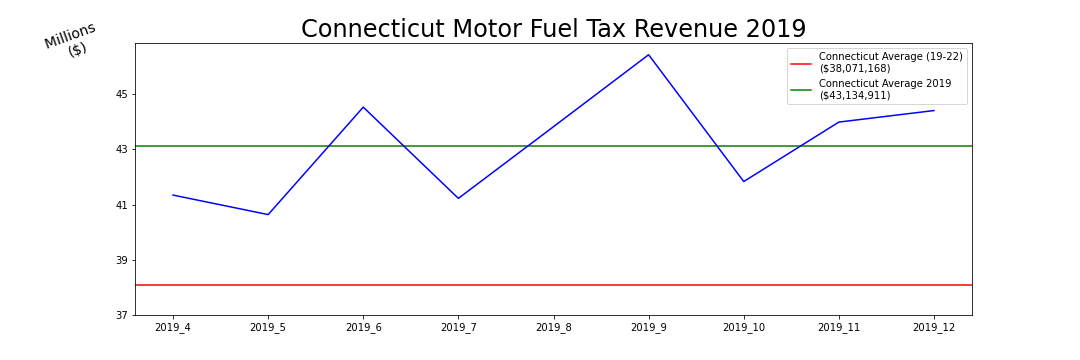 Connecticut Motor Fuel Tax Revenue 2019
Millions
($)
Connecticut Average (19-22)
($38,071,168)
Connecticut Average 2019
($43,134,911)
45
43
41
39
37
2019_4 2019_5 2019_6 2019_7 2019_8 2019_9 2019_10 2019_11 2019_12